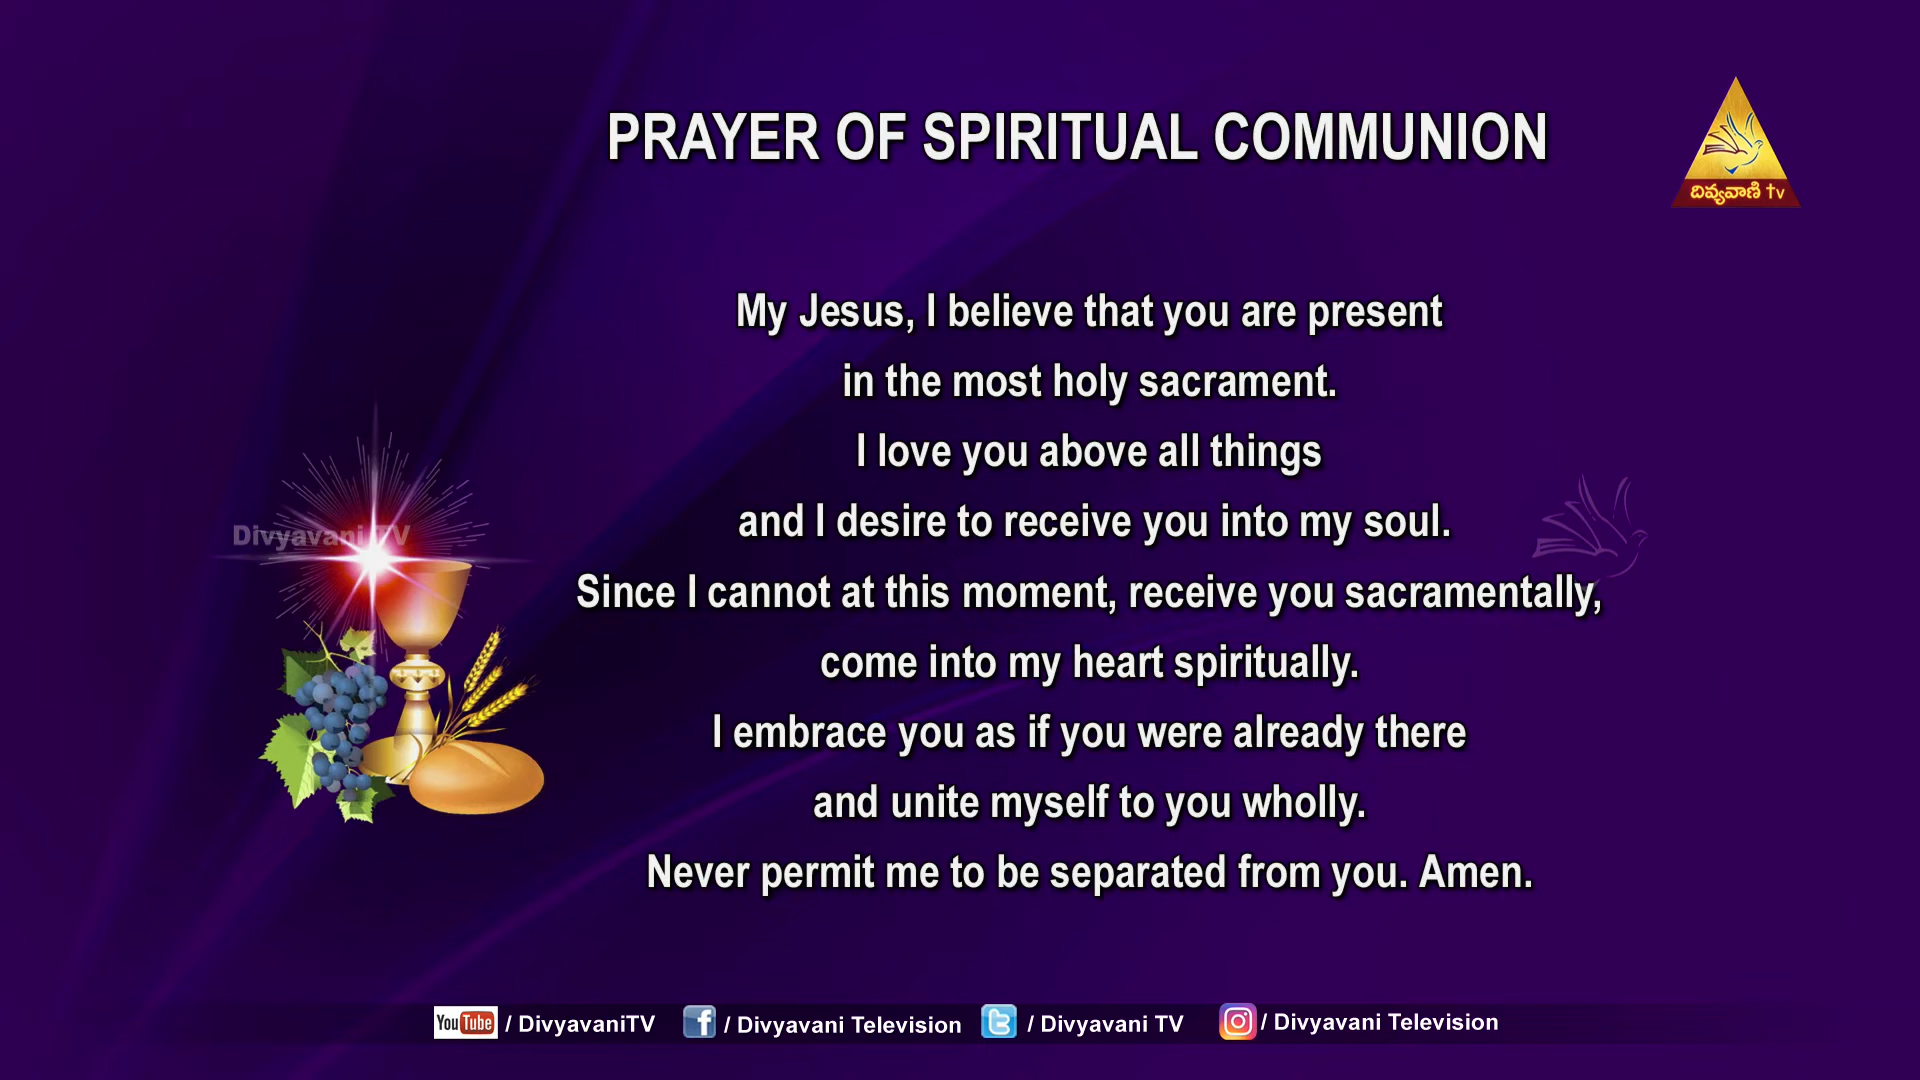 PRAYER OF SPIRITUAL COMMUNION
దివ్యవాణి tv
My Jesus, I believe that you are present
in the most holy sacrament.
I love you above all things
and I desire to receive you into my soul.
Divyavani TV
Since I cannot at this moment, receive you sacramentally,
come into my heart spiritually.
I embrace you as if you were already there
and unite myself to you wholly.
Never permit me to be separated from you. Amen.
YouTube / DivyavaniTV f / Divyavani Television t / Divyavani TV / Divyavani Television